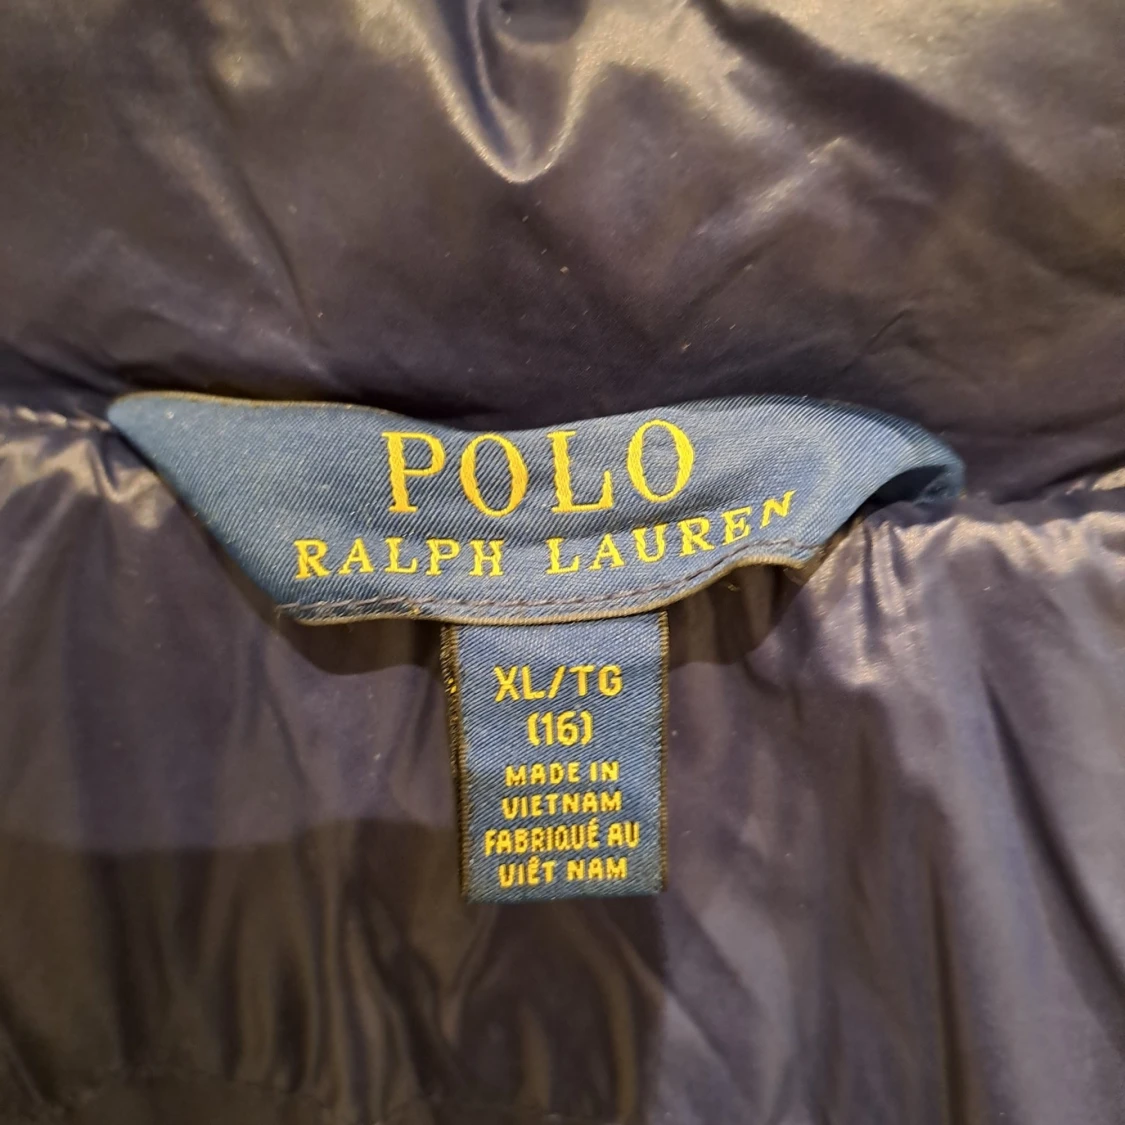 POLO
RALPH LAUREN
XL/TG
(16)
MADE IN
VIETNAM
FABRIQUÉ AU
VIÊT NAM